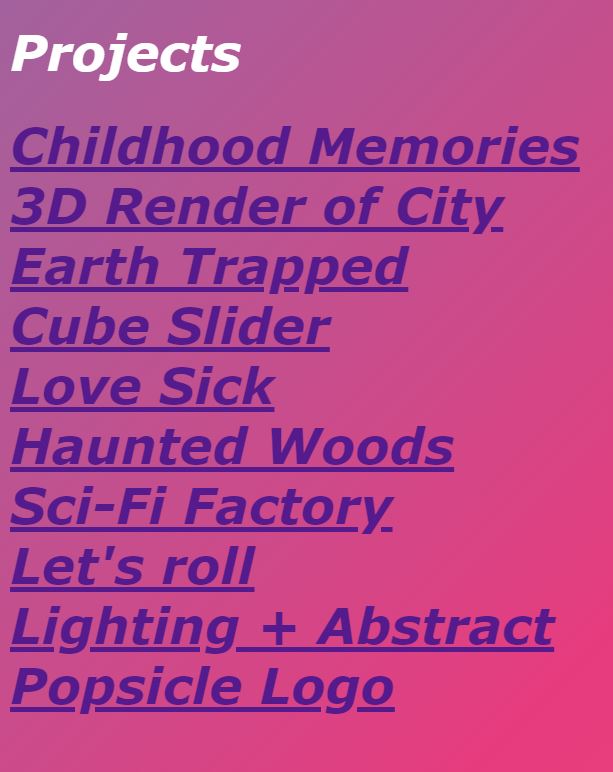 Projects
Childhood Memories
3D Render of City
Earth Trapped
Cube Slider
Love Sick
Haunted Woods
Sci-Fi Factory
Let's roll
Lighting + Abstract
Popsicle Logo